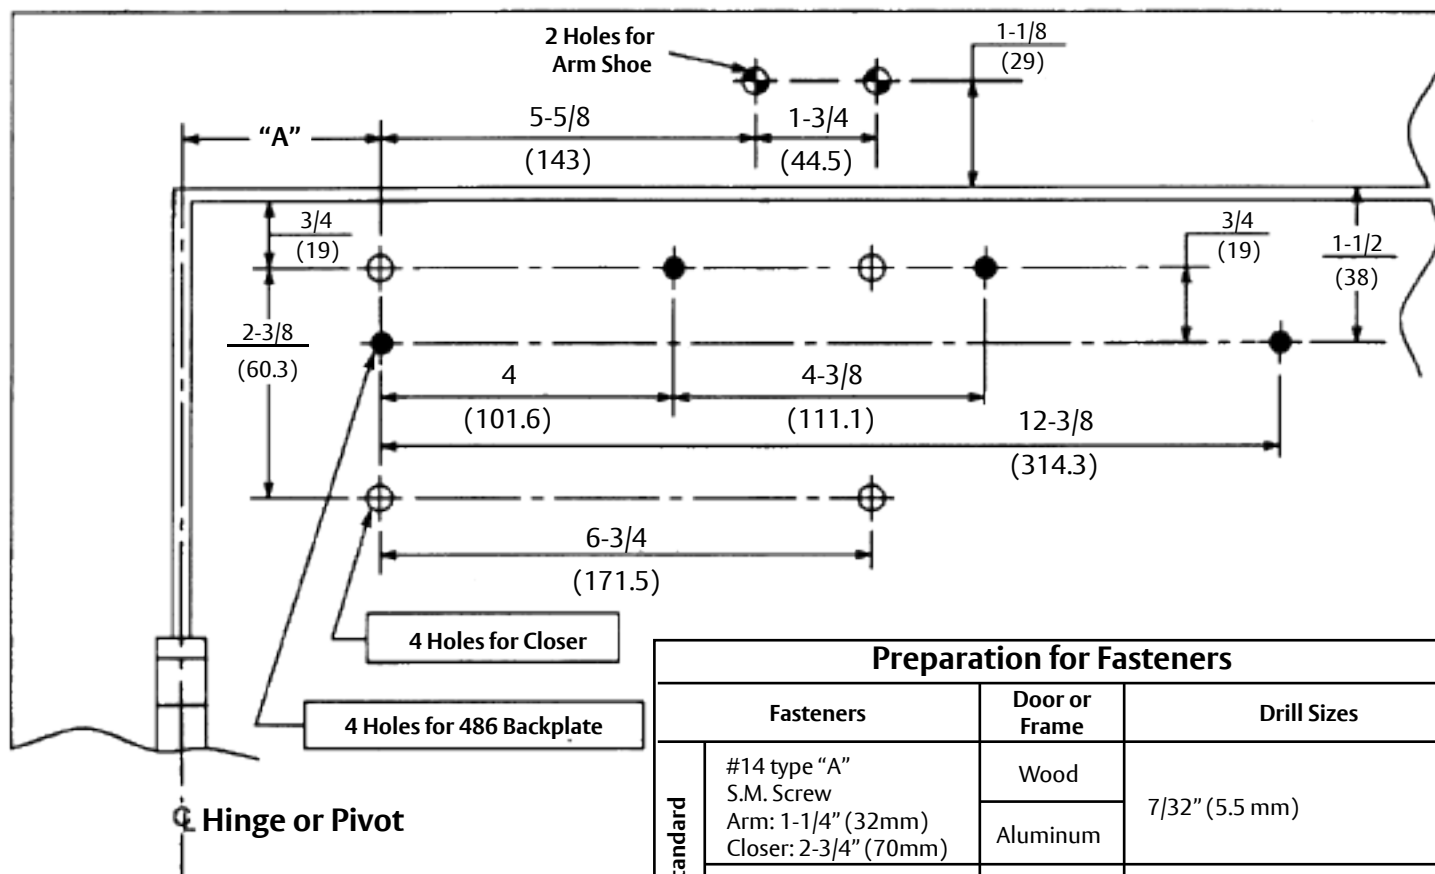 2 Holes for
Arm Shoe
1-1/8
(29)
“A”
5-5/8
(143)
1-3/4
(44.5)
3/4
(19)
3/4
(19)
1-1/2
(38)
2-3/8
(60.3)
4
(101.6)
4-3/8
(111.1)
12-3/8
(314.3)
6-3/4
(171.5)
4 Holes for Closer
4 Holes for 486 Backplate
℄ Hinge or Pivot
Preparation for Fasteners
Fasteners
Door or
Frame
Drill Sizes
#14 type “A”
S.M. Screw
Arm: 1-1/4” (32mm)
Closer: 2-3/4” (70mm)
Wood
Aluminum
7/32” (5.5 mm)